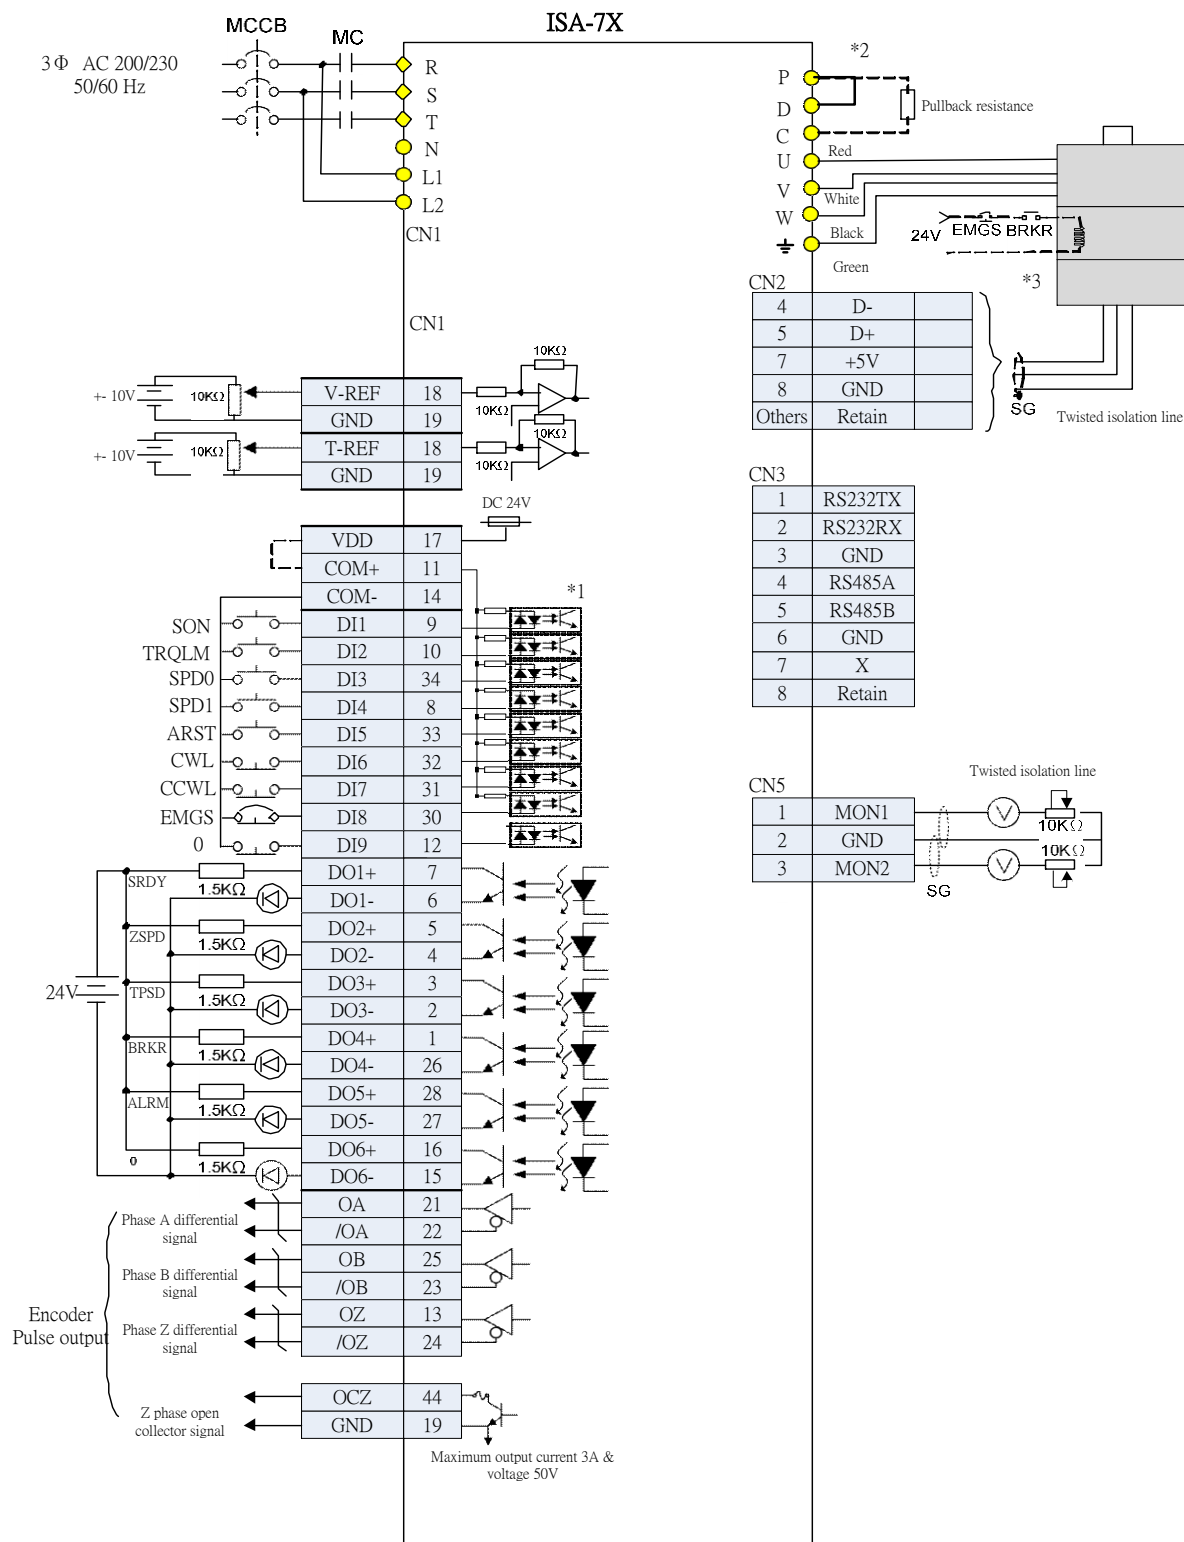 ISA-7X
MCCB
MC
3Φ AC 200/230
50/60 Hz
R
S
T
N
L1
L2
CN1
CN1
*2
P
D
C
U
V
W
Pullback resistance
Red
White
Black
Green
24V
EMGS
BRKR
*3
CN2
4 D-
5 D+
7 +5V
8 GND
Others Retain
SG
Twisted isolation line
+- 10V
10KΩ
V-REF 18
GND 19
10KΩ
10KΩ
+- 10V
10KΩ
T-REF 18
GND 19
10KΩ
10KΩ
CN3
1 RS232TX
2 RS232RX
3 GND
4 RS485A
5 RS485B
6 GND
7 X
8 Retain
DC 24V
VDD 17
COM+ 11
COM- 14
*1
SON DI1 9
TRQLM DI2 10
SPD0 DI3 34
SPD1 DI4 8
ARST DI5 33
CWL DI6 32
CCWL DI7 31
EMGS DI8 30
0 DI9 12
Twisted isolation line
CN5
1 MON1
2 GND
3 MON2
V
10KΩ
V
10KΩ
SG
24V
SRDY
1.5KΩ
DO1+ 7
DO1- 6
ZSPD
1.5KΩ
DO2+ 5
DO2- 4
TPSD
1.5KΩ
DO3+ 3
DO3- 2
BRKR
1.5KΩ
DO4+ 1
DO4- 26
ALRM
1.5KΩ
DO5+ 28
DO5- 27
0
1.5KΩ
DO6+ 16
DO6- 15
Encoder
Pulse output
Phase A differential
signal
OA 21
/OA 22
Phase B differential
signal
OB 25
/OB 23
Phase Z differential
signal
OZ 13
/OZ 24
Z phase open
collector signal
OCZ 44
GND 19
Maximum output current 3A &
voltage 50V